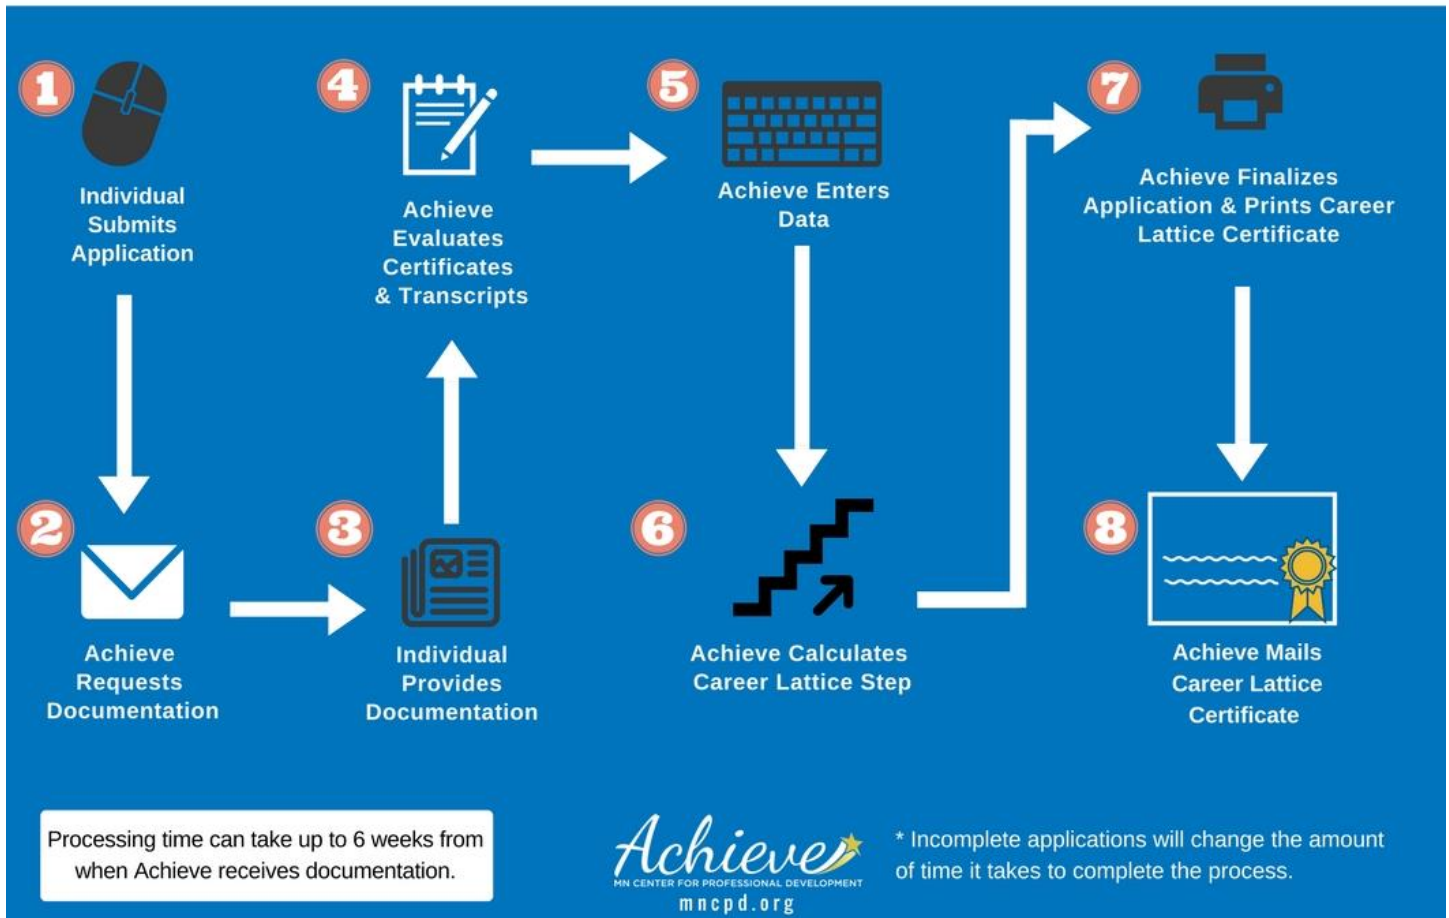 1
Individual
Submits
Application
2
Achieve
Requests
Documentation
3
Individual
Provides
Documentation
4
Achieve
Evaluates
Certificates
& Transcripts
5
Achieve Enters
Data
6
Achieve Calculates
Career Lattice Step
7
Achieve Finalizes
Application & Prints Career
Lattice Certificate
8
Achieve Mails
Career Lattice
Certificate
Processing time can take up to 6 weeks from
when Achieve receives documentation.
Achieve
MN CENTER FOR PROFESSIONAL DEVELOPMENT
mncpd.org
* Incomplete applications will change the amount
of time it takes to complete the process.